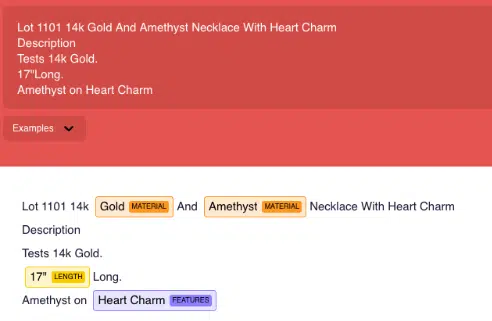 Lot 1101 14k Gold And Amethyst Necklace With Heart Charm
Description
Tests 14k Gold.
17"Long.
Amethyst on Heart Charm
Examples
Lot 1101 14k Gold MATERIAL And Amethyst MATERIAL Necklace With Heart Charm
Description
Tests 14k Gold.
17" LENGTH Long.
Amethyst on Heart Charm FEATURES